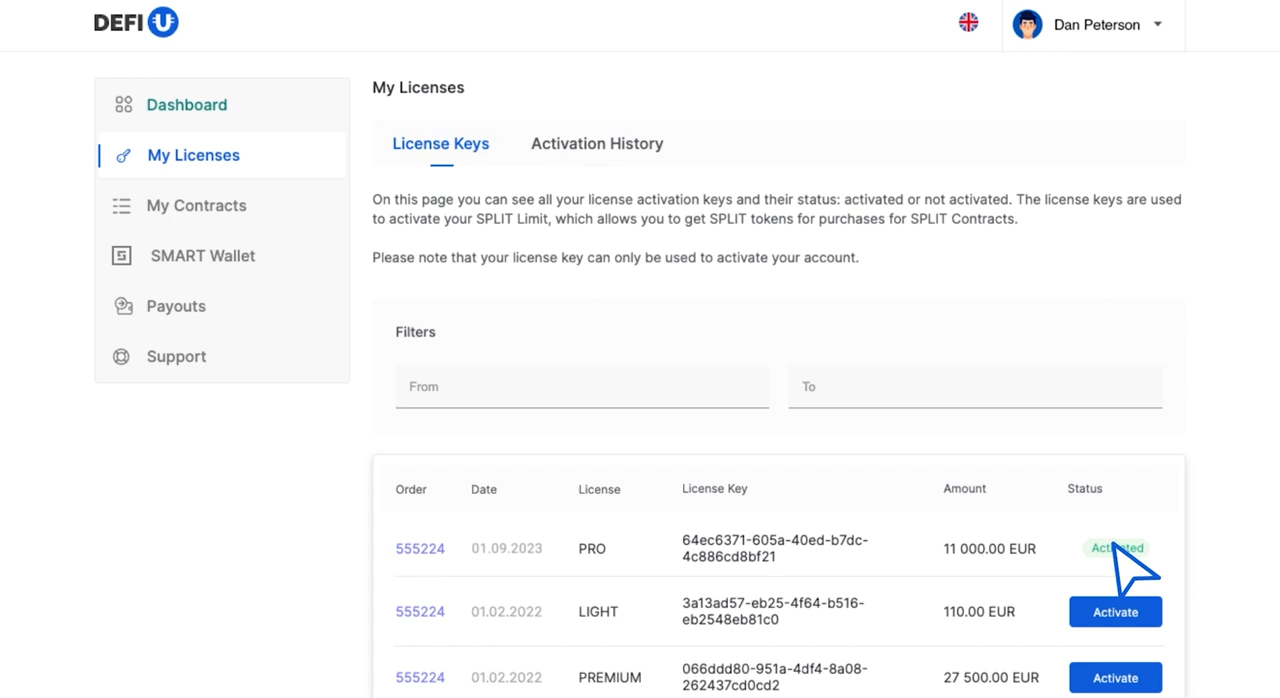 DEFI U
Dan Peterson
Dashboard
My Licenses
My Contracts
SMART Wallet
Payouts
Support
My Licenses
License Keys Activation History
On this page you can see all your license activation keys and their status: activated or not activated. The license keys are used
to activate your SPLIT Limit, which allows you to get SPLIT tokens for purchases for SPLIT Contracts.
Please note that your license key can only be used to activate your account.
Filters
From To
Order Date License License Key Amount Status
555224 01.09.2023 PRO 64ec6371-605a-40ed-b7dc-
4c886cd8bf21 11 000.00 EUR Activated
555224 01.02.2022 LIGHT 3a13ad57-eb25-4f64-b516-
eb2548eb81c0 110.00 EUR Activate
555224 01.02.2022 PREMIUM 066ddd80-951a-4df4-8a08-
262437cd0cd2 27 500.00 EUR Activate